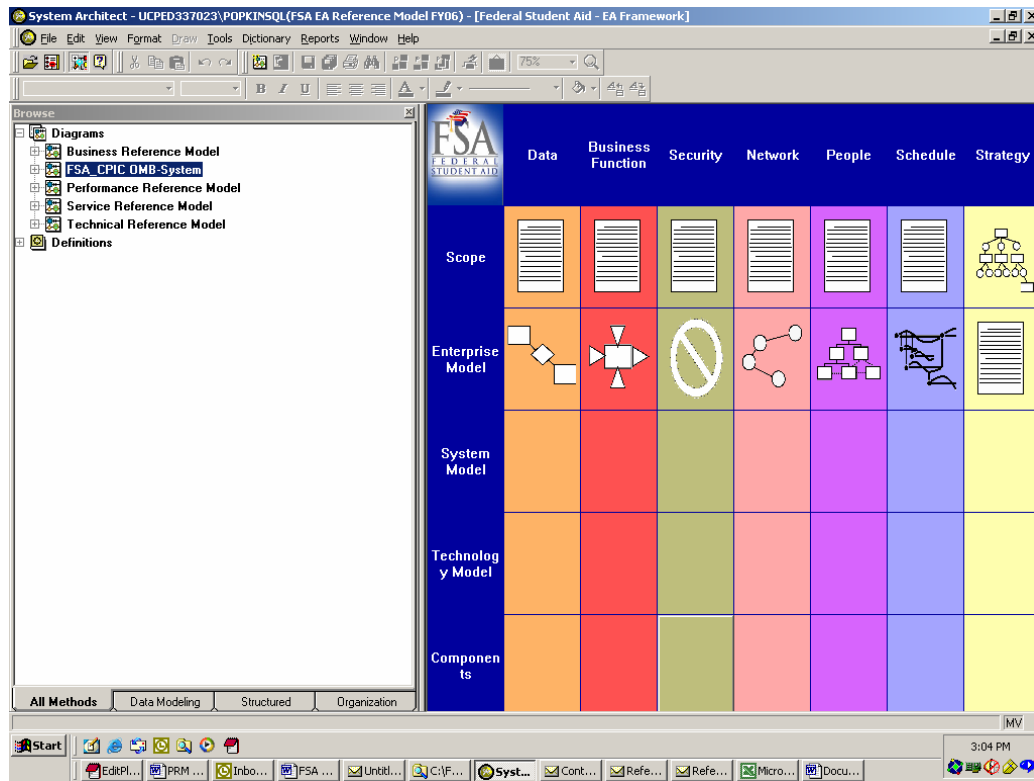 System Architect - UCPED337023\POPKINSQL(FSA EA Reference Model FY06) - [Federal Student Aid - EA Framework]
File Edit View Format Draw Tools Dictionary Reports Window Help
75%
B I U
Browse
Diagrams
Business Reference Model
FSA_CPIC OMB-System
Performance Reference Model
Service Reference Model
Technical Reference Model
Definitions
All Methods Data Modeling Structured Organization
FSA
FEDERAL
STUDENT AID
Data Business Function Security Network People Schedule Strategy
Scope
Enterprise
Model
System
Model
Technolog
y Model
Componen
ts
MV
Start
3:04 PM
EditPl... PRM ... Inbo... FSA ... Untitl... C:\F... Syst... Cont... Refe... Refe... Micro... Docu...